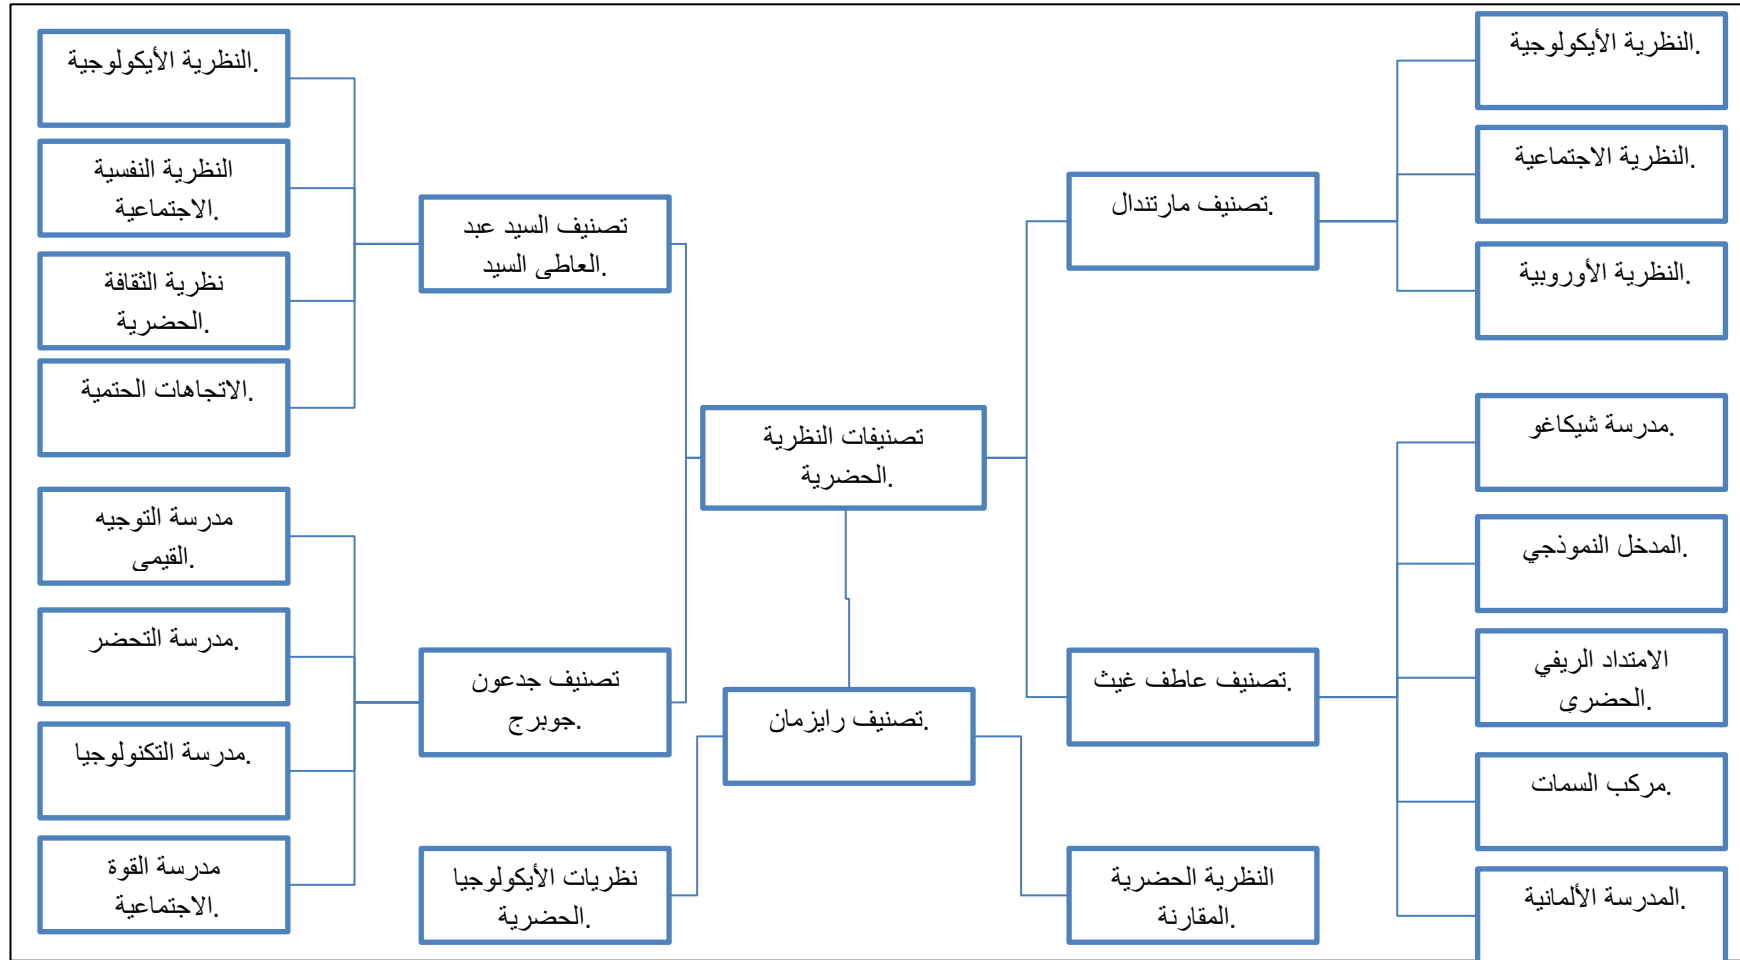 النظرية الأيكولوجية.
النظرية الاجتماعية.
النظرية الأوروبية.
تصنيف مارتندال.
مدرسة شيكاغو.
المدخل النموذجي.
الامتداد الريفي
الحضري.
مركب السمات.
المدرسة الألمانية.
تصنيف عاطف غيث.
تصنيفات النظرية
الحضرية.
تصنيف رايزمان.
النظرية الحضرية
المقارنة.
نظريات الأيكولوجيا
الحضرية.
تصنيف السيد عبد
العاطى السيد.
النظرية الأيكولوجية.
النظرية النفسية
الاجتماعية.
نظرية الثقافة
الحضرية.
الاتجاهات الحتمية.
تصنيف جدعون
جوبرج.
مدرسة التوجيه
القيمى.
مدرسة التحضر.
مدرسة التكنولوجيا.
مدرسة القوة
الاجتماعية.